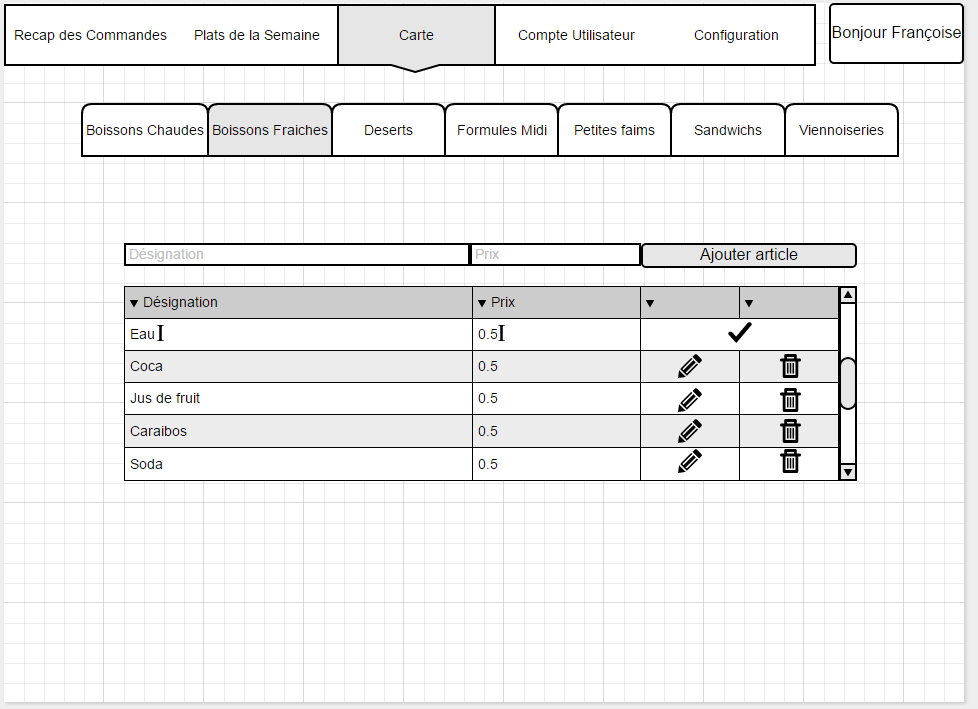 Recap des Commandes Plats de la Semaine Carte Compte Utilisateur Configuration Bonjour Françoise
Boissons Chaudes Boissons Fraiches Deserts Formules Midi Petites faims Sandwichs Viennoiseries
Désignation Prix Ajouter article
Désignation Prix
Eau 0.5
Coca 0.5
Jus de fruit 0.5
Caraibos 0.5
Soda 0.5